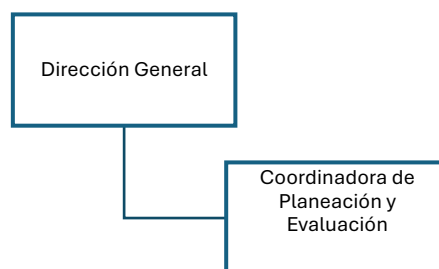 Dirección General
Coordinadora de
Planeación y
Evaluación